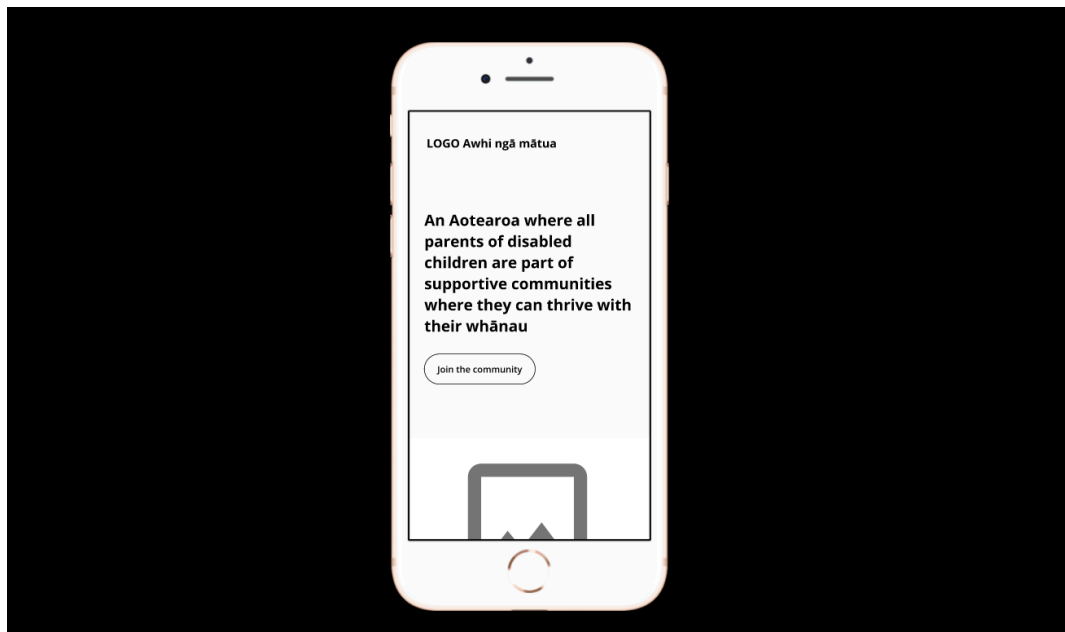 LOGO Awhi ngā mātua
An Aotearoa where all
parents of disabled
children are part of
supportive communities
where they can thrive with
their whānau
Join the community